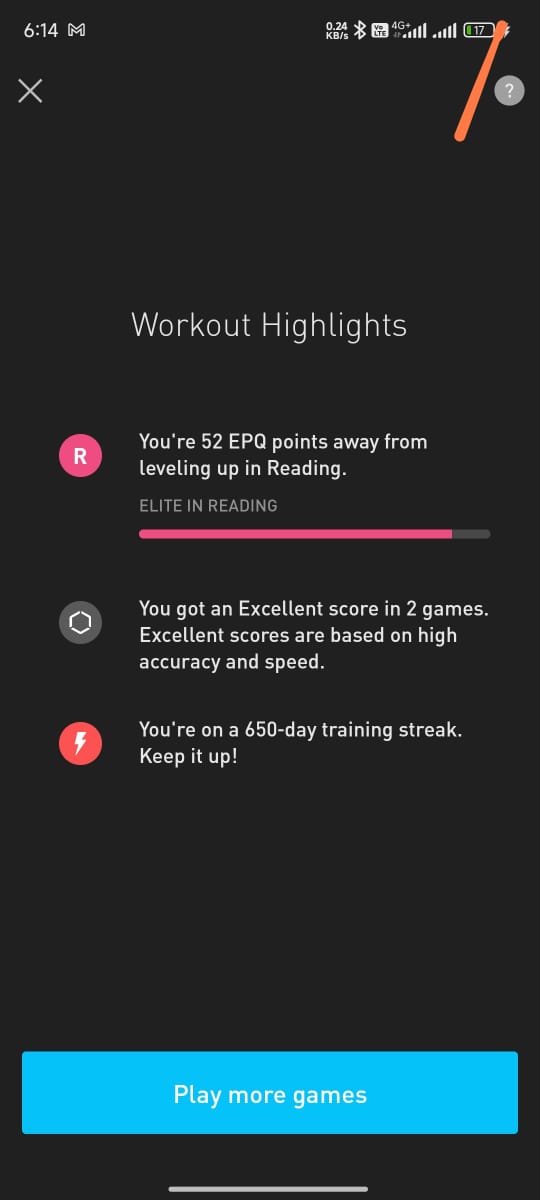 6:14
0.24
KB/s
Vo
LTE
4G+
17
?
Workout Highlights
R
You're 52 EPQ points away from
leveling up in Reading.
ELITE IN READING
You got an Excellent score in 2 games.
Excellent scores are based on high
accuracy and speed.
You're on a 650-day training streak.
Keep it up!
Play more games